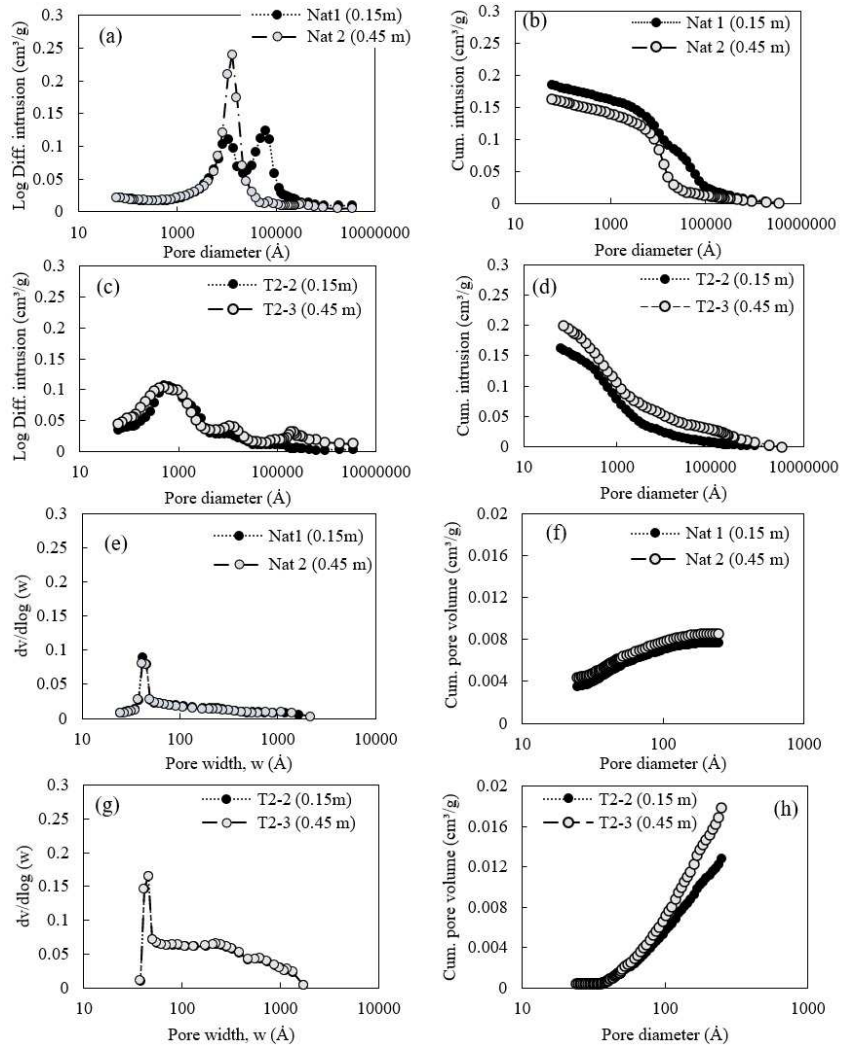 (a)
Nat1 (0.15m)
Nat 2 (0.45 m)
Log Diff. intrusion (cm³/g)
0.3
0.25
0.2
0.15
0.1
0.05
0
10
1000
100000
10000000
Pore diameter (Å)
(b)
Nat 1 (0.15 m)
Nat 2 (0.45 m)
Cum. intrusion (cm³/g)
0.3
0.25
0.2
0.15
0.1
0.05
0
10
1000
100000
10000000
Pore diameter (Å)
(c)
T2-2 (0.15m)
T2-3 (0.45 m)
Log Diff. intrusion (cm³/g)
0.3
0.25
0.2
0.15
0.1
0.05
0
10
1000
100000
10000000
Pore diameter (Å)
(d)
T2-2 (0.15 m)
T2-3 (0.45 m)
Cum. intrusion (cm³/g)
0.3
0.25
0.2
0.15
0.1
0.05
0
10
1000
100000
10000000
Pore diameter (Å)
(e)
Nat1 (0.15m)
Nat 2 (0.45 m)
dv/dlog (w)
0.3
0.25
0.2
0.15
0.1
0.05
0
10
100
1000
10000
Pore width, w (Å)
(f)
Nat 1 (0.15 m)
Nat 2 (0.45 m)
Cum. pore volume (cm³/g)
0.02
0.016
0.012
0.008
0.004
0
10
100
1000
Pore diameter (Å)
(g)
T2-2 (0.15m)
T2-3 (0.45 m)
dv/dlog (w)
0.3
0.25
0.2
0.15
0.1
0.05
0
10
100
1000
10000
Pore width, w (Å)
(h)
T2-2 (0.15 m)
T2-3 (0.45 m)
Cum. pore volume (cm³/g)
0.02
0.016
0.012
0.008
0.004
0
10
100
1000
Pore diameter (Å)